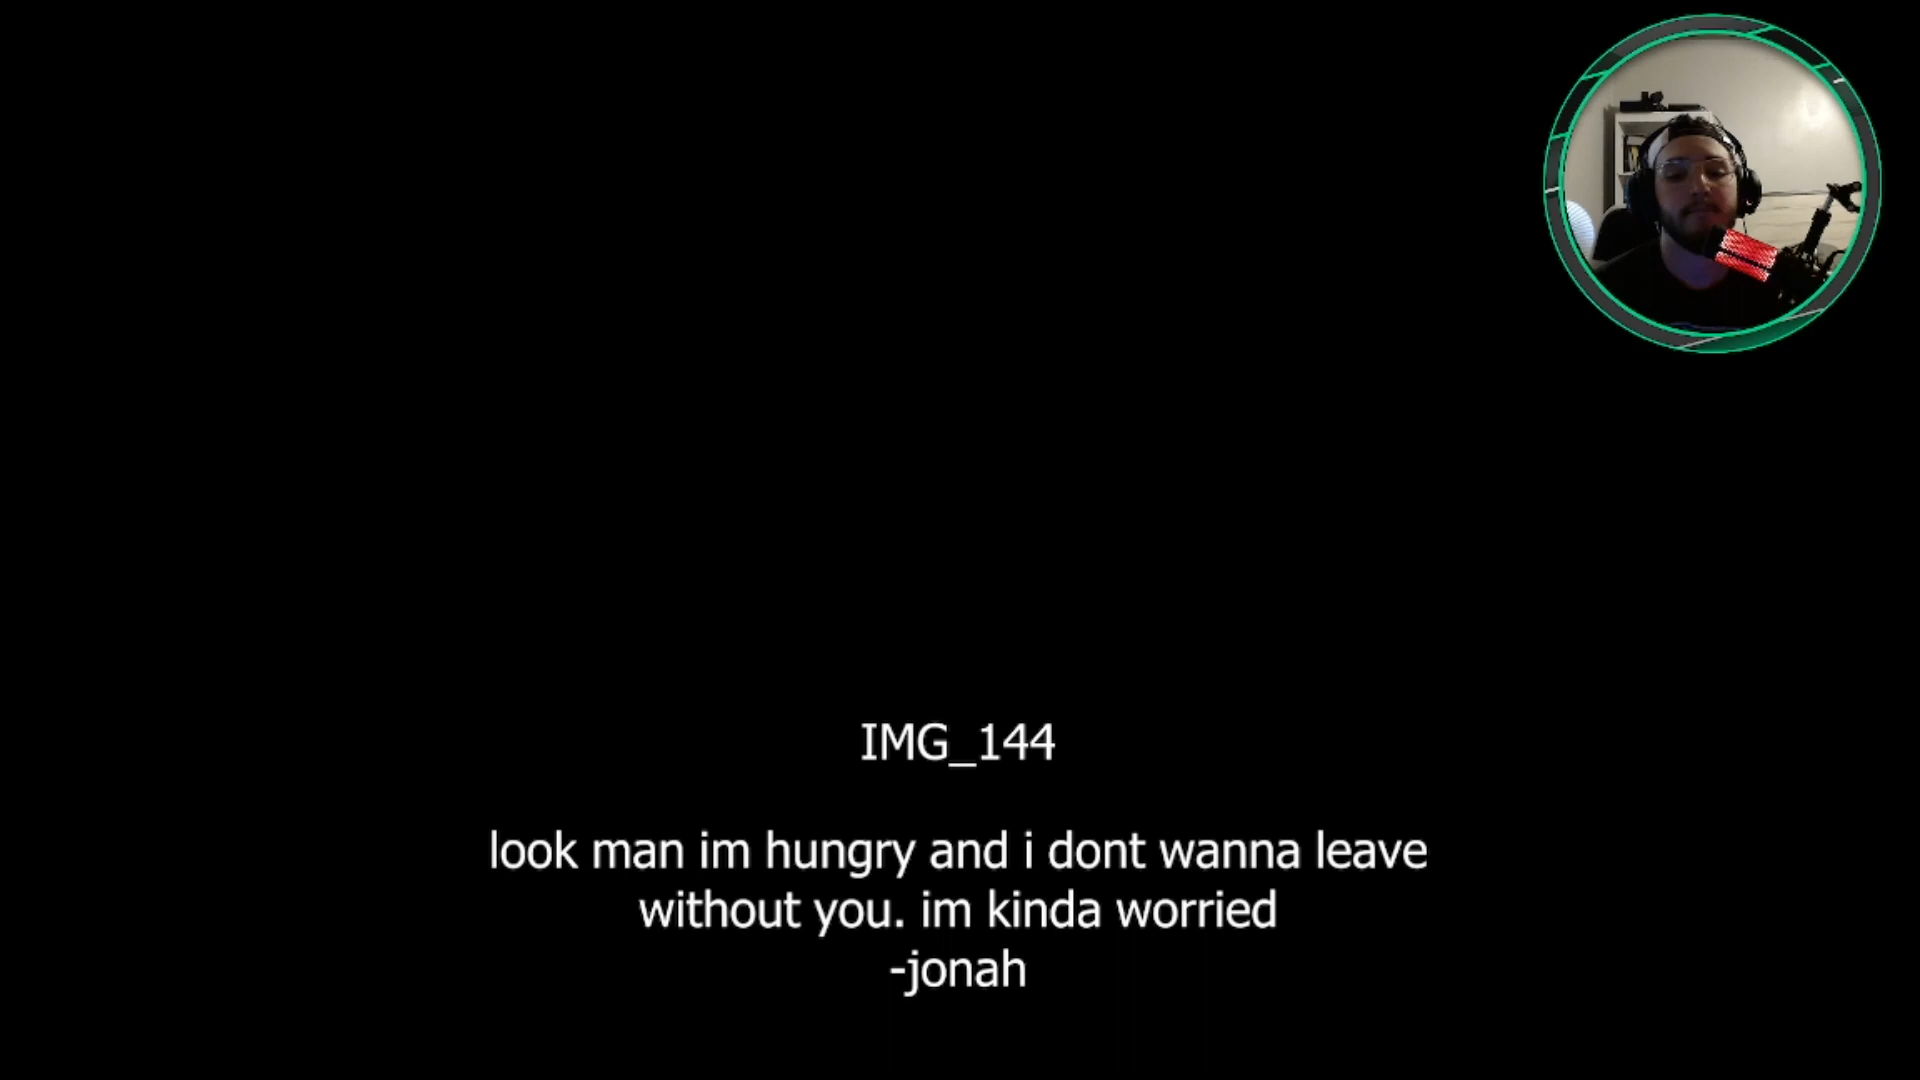 IMG_144
look man im hungry and i dont wanna leave
without you. im kinda worried
-jonah